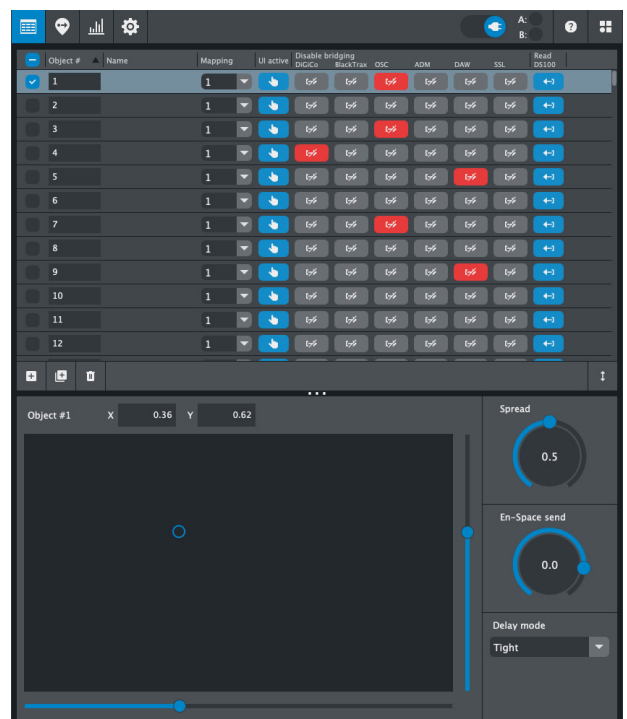 A:
B:
?
Object # Name Mapping UI active Disable bridging Read
DiGiCo BlackTrax OSC ADM DAW SSL DS100
1 1
2 1
3 1
4 1
5 1
6 1
7 1
8 1
9 1
10 1
11 1
12 1
Object #1 X 0.36 Y 0.62
Spread
0.5
En-Space send
0.0
Delay mode
Tight